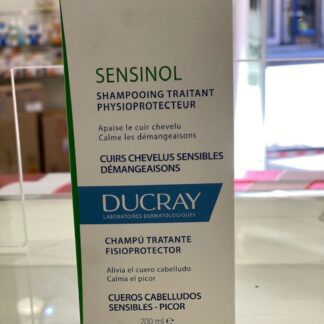 SENSINOL
SHAMPOOING TRAITANT
PHYSIOPROTECTEUR
Apaise le cuir chevelu
Calme les démangeaisons
CUIRS CHEVELUS SENSIBLES
DÉMANGEAISONS
DUCRAY
LABORATOIRES DERMATOLOGIQUES
CHAMPÚ TRATANTE
FISIOPROTECTOR
Alivia el cuero cabelludo
Calma el picor
CUEROS CABELLUDOS
SENSIBLES - PICOR
200 ml e